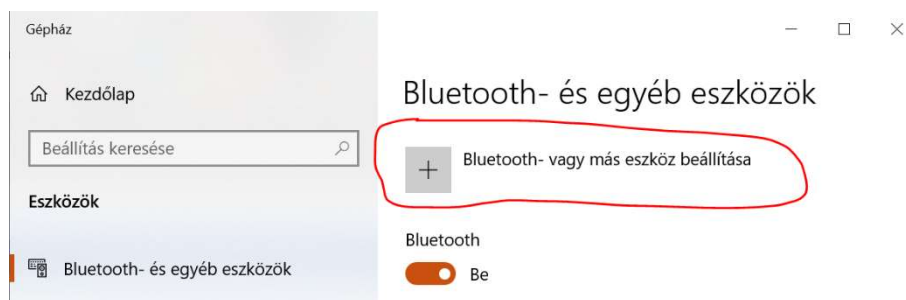 Gépház
Kezdőlap
Beállítás keresése
Eszközök
Bluetooth- és egyéb eszközök
Bluetooth- és egyéb eszközök
Bluetooth- vagy más eszköz beállítása
Bluetooth
Be